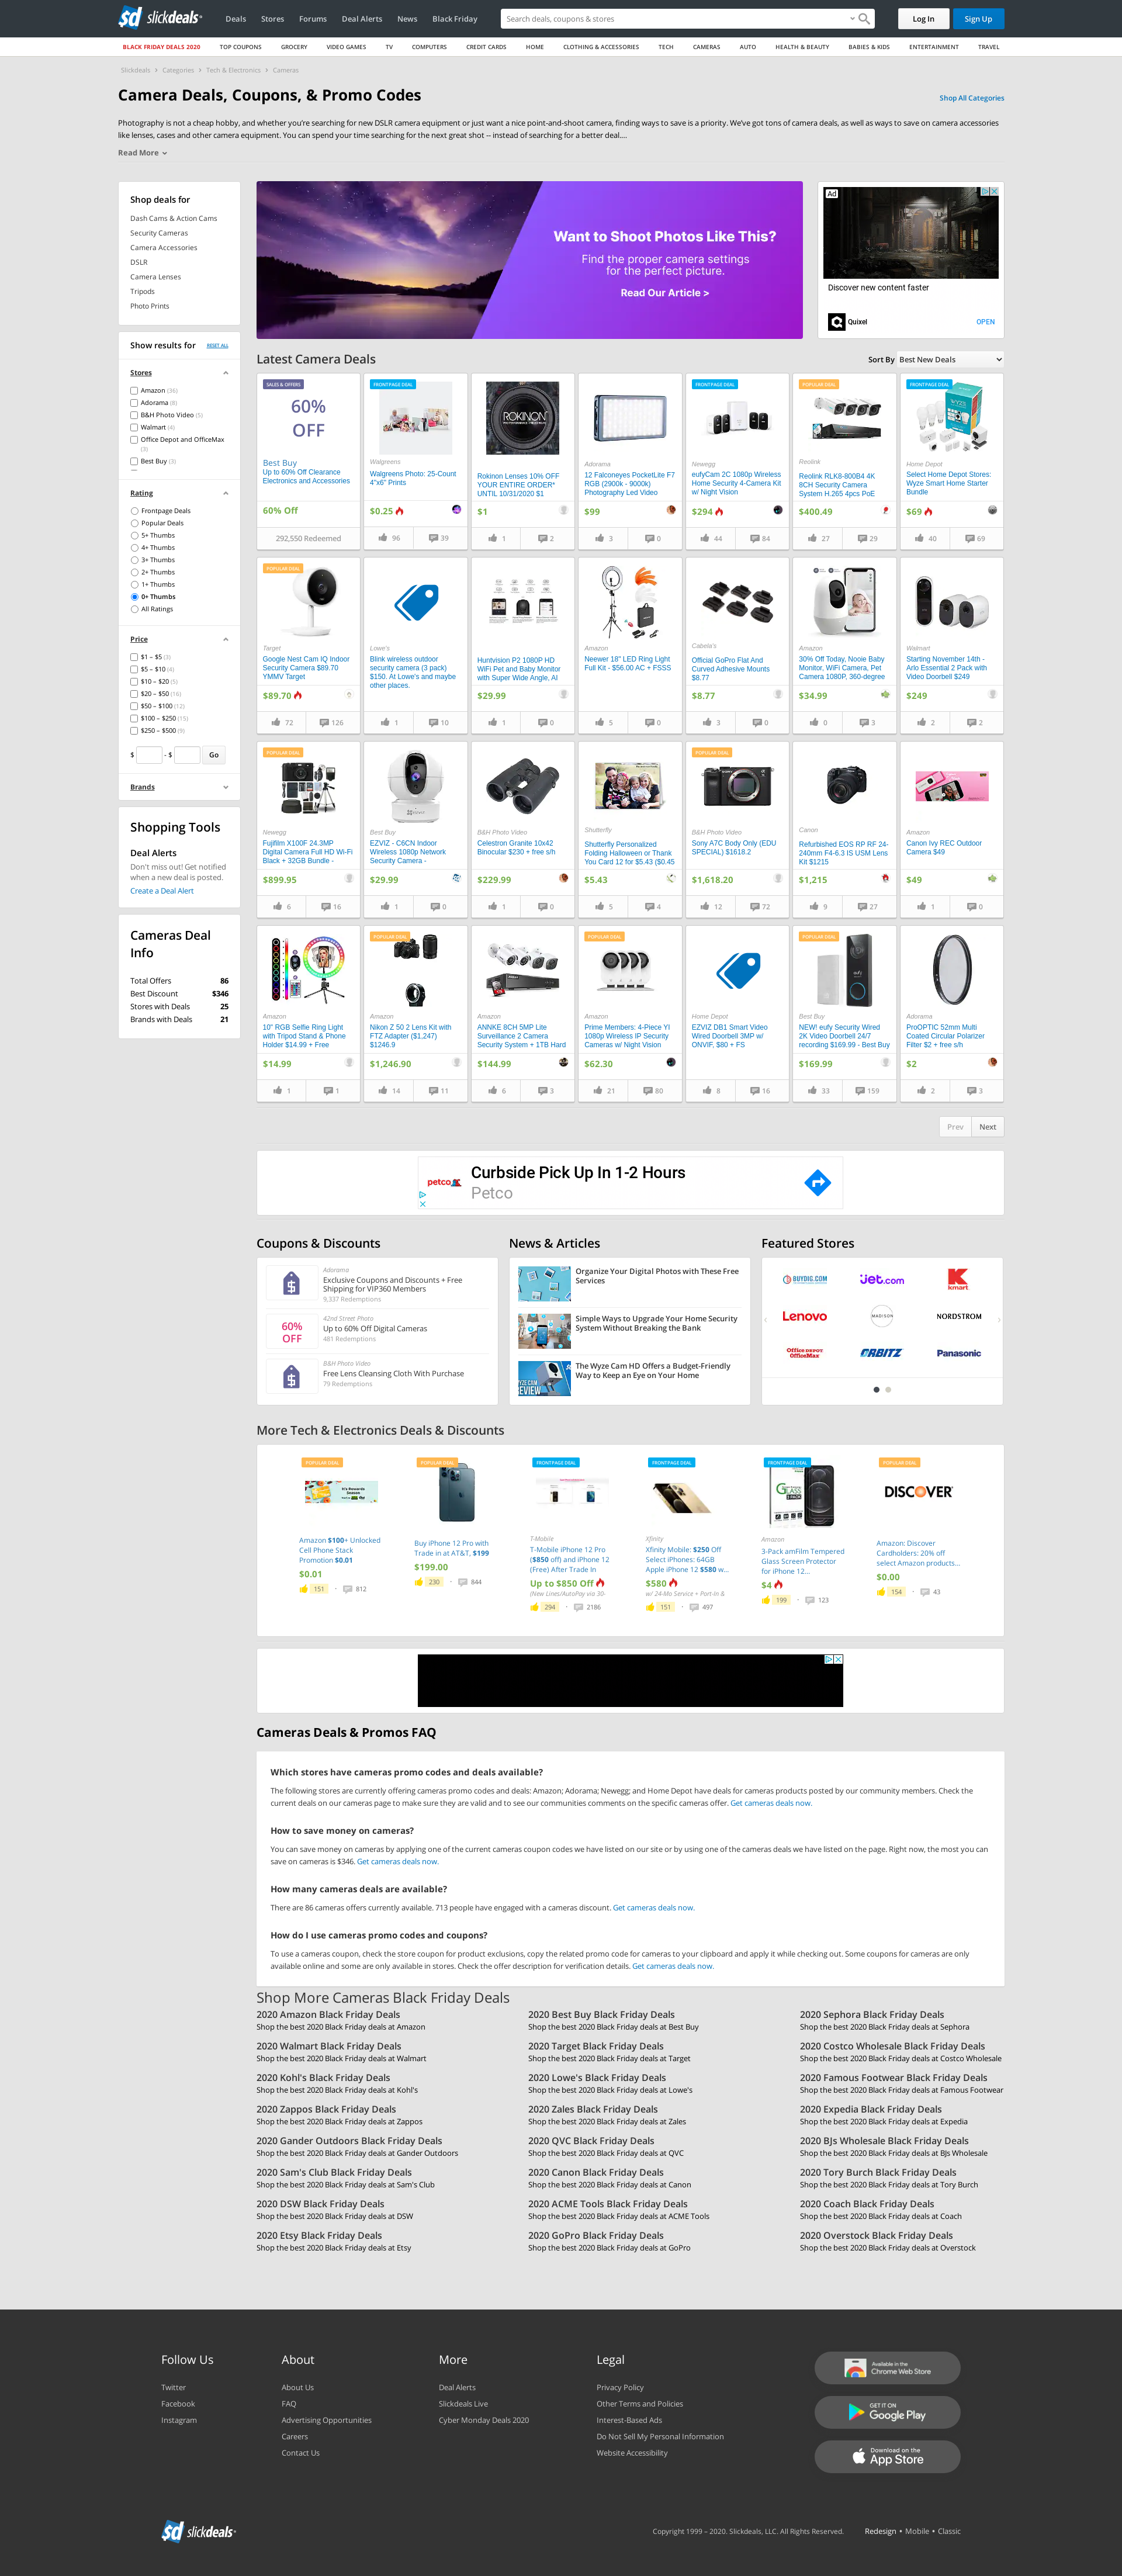 slickdeals
Deals
Stores
Forums
Deal Alerts
News
Black Friday
Search deals, coupons & stores
Log In
Sign Up
BLACK FRIDAY DEALS 2020
TOP COUPONS
GROCERY
VIDEO GAMES
TV
COMPUTERS
CREDIT CARDS
HOME
CLOTHING & ACCESSORIES
TECH
CAMERAS
AUTO
HEALTH & BEAUTY
BABIES & KIDS
ENTERTAINMENT
TRAVEL
Slickdeals > Categories > Tech & Electronics > Cameras
Camera Deals, Coupons, & Promo Codes
Shop All Categories
Photography is not a cheap hobby, and whether you're searching for new DSLR camera equipment or just want a nice point-and-shoot camera, finding ways to save is a priority. We've got tons of camera deals, as well as ways to save on camera accessories
like lenses, cases and other camera equipment. You can spend your time searching for the next great shot -- instead of searching for a better deal....
Read More
Shop deals for
Dash Cams & Action Cams
Security Cameras
Camera Accessories
DSLR
Camera Lenses
Tripods
Photo Prints
Show results for
RESET ALL
Stores
Amazon (36)
Adorama (8)
B&H Photo Video (5)
Walmart (4)
Office Depot and OfficeMax
(3)
Best Buy (3)
Rating
Frontpage Deals
Popular Deals
5+ Thumbs
4+ Thumbs
3+ Thumbs
2+ Thumbs
1+ Thumbs
0+ Thumbs
All Ratings
Price
$1 – $5 (3)
$5 – $10 (4)
$10 – $20 (5)
$20 – $50 (16)
$50 – $100 (12)
$100 – $250 (15)
$250 – $500 (9)
$ - $ Go
Brands
Shopping Tools
Deal Alerts
Don't miss out! Get notified
when a new deal is posted.
Create a Deal Alert
Cameras Deal
Info
Total Offers 86
Best Discount $346
Stores with Deals 25
Brands with Deals 21
Want to Shoot Photos Like This?
Find the proper camera settings
for the perfect picture.
Read Our Article >
Ad
Discover new content faster
Quixel
OPEN
Latest Camera Deals
Sort By Best New Deals
SALES & OFFERS
60%
OFF
Best Buy
Up to 60% Off Clearance
Electronics and Accessories
60% Off
292,550 Redeemed
FRONTPAGE DEAL
Walgreens
Walgreens Photo: 25-Count
4"x6" Prints
$0.25
96
39
ROKINON
Rokinon Lenses 10% OFF
YOUR ENTIRE ORDER*
UNTIL 10/31/2020 $1
$1
1
2
Adorama
12 Falconeyes PocketLite F7
RGB (2900k - 9000k)
Photography Led Video
$99
3
0
FRONTPAGE DEAL
Newegg
eufyCam 2C 1080p Wireless
Home Security 4-Camera Kit
w/ Night Vision
$294
44
84
POPULAR DEAL
Reolink
Reolink RLK8-800B4 4K
8CH Security Camera
System H.265 4pcs PoE
$400.49
27
29
FRONTPAGE DEAL
Home Depot
Select Home Depot Stores:
Wyze Smart Home Starter
Bundle
$69
40
69
POPULAR DEAL
Target
Google Nest Cam IQ Indoor
Security Camera $89.70
YMMV Target
$89.70
72
126
Lowe's
Blink wireless outdoor
security camera (3 pack)
$150. At Lowe's and maybe
other places.
1
10
Huntvision P2 1080P HD
WiFi Pet and Baby Monitor
with Super Wide Angle, AI
$29.99
1
0
Amazon
Neewer 18" LED Ring Light
Full Kit - $56.00 AC + FSSS
5
0
Cabela's
Official GoPro Flat And
Curved Adhesive Mounts
$8.77
$8.77
3
0
Amazon
30% Off Today, Nooie Baby
Monitor, WiFi Camera, Pet
Camera 1080P, 360-degree
$34.99
0
3
Walmart
Starting November 14th -
Arlo Essential 2 Pack with
Video Doorbell $249
$249
2
2
POPULAR DEAL
Newegg
Fujifilm X100F 24.3MP
Digital Camera Full HD Wi-Fi
Black + 32GB Bundle -
$899.95
6
16
Best Buy
EZVIZ - C6CN Indoor
Wireless 1080p Network
Security Camera -
$29.99
1
0
B&H Photo Video
Celestron Granite 10x42
Binocular $230 + free s/h
$229.99
1
0
Shutterfly
Shutterfly Personalized
Folding Halloween or Thank
You Card 12 for $5.43 ($0.45
$5.43
5
4
POPULAR DEAL
B&H Photo Video
Sony A7C Body Only (EDU
SPECIAL) $1618.2
$1,618.20
12
72
Canon
Refurbished EOS RP RF 24-
240mm F4-6.3 IS USM Lens
Kit $1215
$1,215
9
27
Amazon
Canon Ivy REC Outdoor
Camera $49
$49
1
0
Amazon
10" RGB Selfie Ring Light
with Tripod Stand & Phone
Holder $14.99 + Free
$14.99
1
1
POPULAR DEAL
Amazon
Nikon Z 50 2 Lens Kit with
FTZ Adapter ($1,247)
$1246.9
$1,246.90
14
11
Amazon
ANNKE 8CH 5MP Lite
Surveillance 2 Camera
Security System + 1TB Hard
$144.99
6
3
POPULAR DEAL
Amazon
Prime Members: 4-Piece YI
1080p Wireless IP Security
Cameras w/ Night Vision
$62.30
21
80
Home Depot
EZVIZ DB1 Smart Video
Wired Doorbell 3MP w/
ONVIF, $80 + FS
8
16
POPULAR DEAL
Best Buy
NEW! eufy Security Wired
2K Video Doorbell 24/7
recording $169.99 - Best Buy
$169.99
33
159
Adorama
ProOPTIC 52mm Multi
Coated Circular Polarizer
Filter $2 + free s/h
$2
2
3
Prev
Next
petco
Curbside Pick Up In 1-2 Hours
Petco
Coupons & Discounts
Adorama
Exclusive Coupons and Discounts + Free
Shipping for VIP360 Members
9,337 Redemptions
60%
OFF
42nd Street Photo
Up to 60% Off Digital Cameras
481 Redemptions
B&H Photo Video
Free Lens Cleansing Cloth With Purchase
79 Redemptions
News & Articles
Organize Your Digital Photos with These Free
Services
Simple Ways to Upgrade Your Home Security
System Without Breaking the Bank
The Wyze Cam HD Offers a Budget-Friendly
Way to Keep an Eye on Your Home
Featured Stores
BUYDIG.COM
jet.com
kmart
Lenovo
MADISON
NORDSTROM
Office DEPOT
OfficeMax
ORBITZ
Panasonic
More Tech & Electronics Deals & Discounts
POPULAR DEAL
Amazon $100+ Unlocked
Cell Phone Stack
Promotion $0.01
$0.01
151
812
POPULAR DEAL
Buy iPhone 12 Pro with
Trade in at AT&T, $199
$199.00
230
844
FRONTPAGE DEAL
T-Mobile
T-Mobile iPhone 12 Pro
($850 off) and iPhone 12
(Free) After Trade In
Up to $850 Off
(New Lines/AutoPay via 30-
294
2186
FRONTPAGE DEAL
Xfinity
Xfinity Mobile: $250 Off
Select iPhones: 64GB
Apple iPhone 12 $580 w...
$580
w/ 24-Mo Service + Port-In &
151
497
FRONTPAGE DEAL
Amazon
3-Pack amFilm Tempered
Glass Screen Protector
for iPhone 12...
$4
199
123
POPULAR DEAL
DISCOVER
Amazon: Discover
Cardholders: 20% off
select Amazon products...
$0.00
154
43
Cameras Deals & Promos FAQ
Which stores have cameras promo codes and deals available?
The following stores are currently offering cameras promo codes and deals: Amazon; Adorama; Newegg; and Home Depot have deals for cameras products posted by our community members. Check the
current deals on our cameras page to make sure they are valid and to see our communities comments on the specific cameras offer. Get cameras deals now.
How to save money on cameras?
You can save money on cameras by applying one of the current cameras coupon codes we have listed on our site or by using one of the cameras deals we have listed on the page. Right now, the most you can
save on cameras is $346. Get cameras deals now.
How many cameras deals are available?
There are 86 cameras offers currently available. 713 people have engaged with a cameras discount. Get cameras deals now.
How do I use cameras promo codes and coupons?
To use a cameras coupon, check the store coupon for product exclusions, copy the related promo code for cameras to your clipboard and apply it while checking out. Some coupons for cameras are only
available online and some are only available in stores. Check the offer description for verification details. Get cameras deals now.
Shop More Cameras Black Friday Deals
2020 Amazon Black Friday Deals
Shop the best 2020 Black Friday deals at Amazon
2020 Best Buy Black Friday Deals
Shop the best 2020 Black Friday deals at Best Buy
2020 Sephora Black Friday Deals
Shop the best 2020 Black Friday deals at Sephora
2020 Walmart Black Friday Deals
Shop the best 2020 Black Friday deals at Walmart
2020 Target Black Friday Deals
Shop the best 2020 Black Friday deals at Target
2020 Costco Wholesale Black Friday Deals
Shop the best 2020 Black Friday deals at Costco Wholesale
2020 Kohl's Black Friday Deals
Shop the best 2020 Black Friday deals at Kohl's
2020 Lowe's Black Friday Deals
Shop the best 2020 Black Friday deals at Lowe's
2020 Famous Footwear Black Friday Deals
Shop the best 2020 Black Friday deals at Famous Footwear
2020 Zappos Black Friday Deals
Shop the best 2020 Black Friday deals at Zappos
2020 Zales Black Friday Deals
Shop the best 2020 Black Friday deals at Zales
2020 Expedia Black Friday Deals
Shop the best 2020 Black Friday deals at Expedia
2020 Gander Outdoors Black Friday Deals
Shop the best 2020 Black Friday deals at Gander Outdoors
2020 QVC Black Friday Deals
Shop the best 2020 Black Friday deals at QVC
2020 BJs Wholesale Black Friday Deals
Shop the best 2020 Black Friday deals at BJs Wholesale
2020 Sam's Club Black Friday Deals
Shop the best 2020 Black Friday deals at Sam's Club
2020 Canon Black Friday Deals
Shop the best 2020 Black Friday deals at Canon
2020 Tory Burch Black Friday Deals
Shop the best 2020 Black Friday deals at Tory Burch
2020 DSW Black Friday Deals
Shop the best 2020 Black Friday deals at DSW
2020 ACME Tools Black Friday Deals
Shop the best 2020 Black Friday deals at ACME Tools
2020 Coach Black Friday Deals
Shop the best 2020 Black Friday deals at Coach
2020 Etsy Black Friday Deals
Shop the best 2020 Black Friday deals at Etsy
2020 GoPro Black Friday Deals
Shop the best 2020 Black Friday deals at GoPro
2020 Overstock Black Friday Deals
Shop the best 2020 Black Friday deals at Overstock
Follow Us
Twitter
Facebook
Instagram
About
About Us
FAQ
Advertising Opportunities
Careers
Contact Us
More
Deal Alerts
Slickdeals Live
Cyber Monday Deals 2020
Legal
Privacy Policy
Other Terms and Policies
Interest-Based Ads
Do Not Sell My Personal Information
Website Accessibility
Available in the
Chrome Web Store
GET IT ON
Google Play
Download on the
App Store
slickdeals
Copyright 1999 – 2020. Slickdeals, LLC. All Rights Reserved.
Redesign • Mobile • Classic